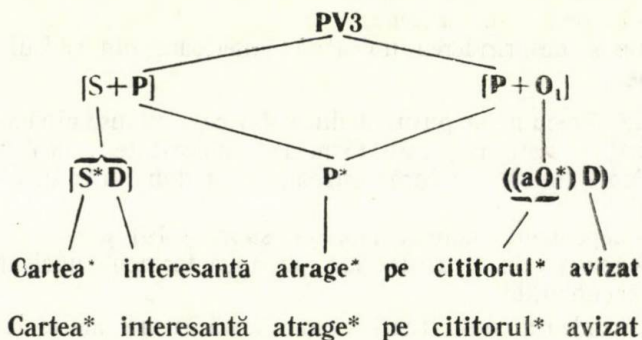 PV3
[S + P] [P + O₁]
[S* D] P* ((aO₁*) D)
Cartea* interesantă atrage* pe cititorul* avizat
Cartea* interesantă atrage* pe cititorul* avizat